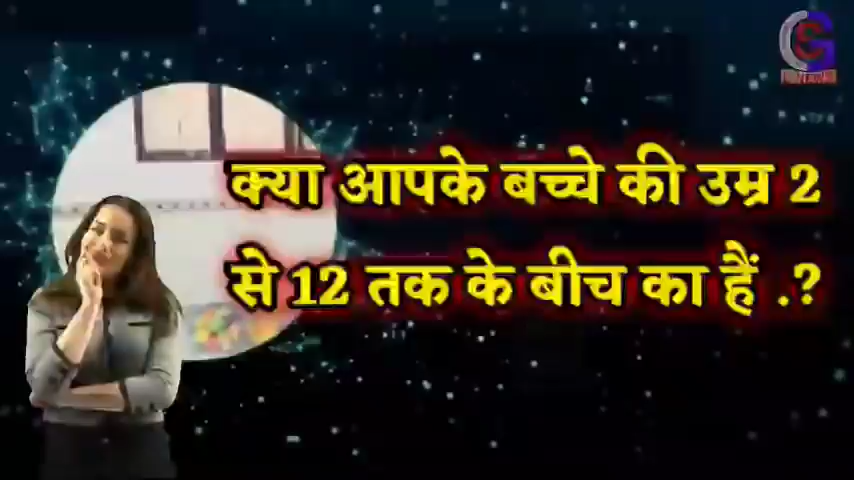 क्या आपके बच्चे की उम्र 2
से 12 तक के बीच का हैं .?